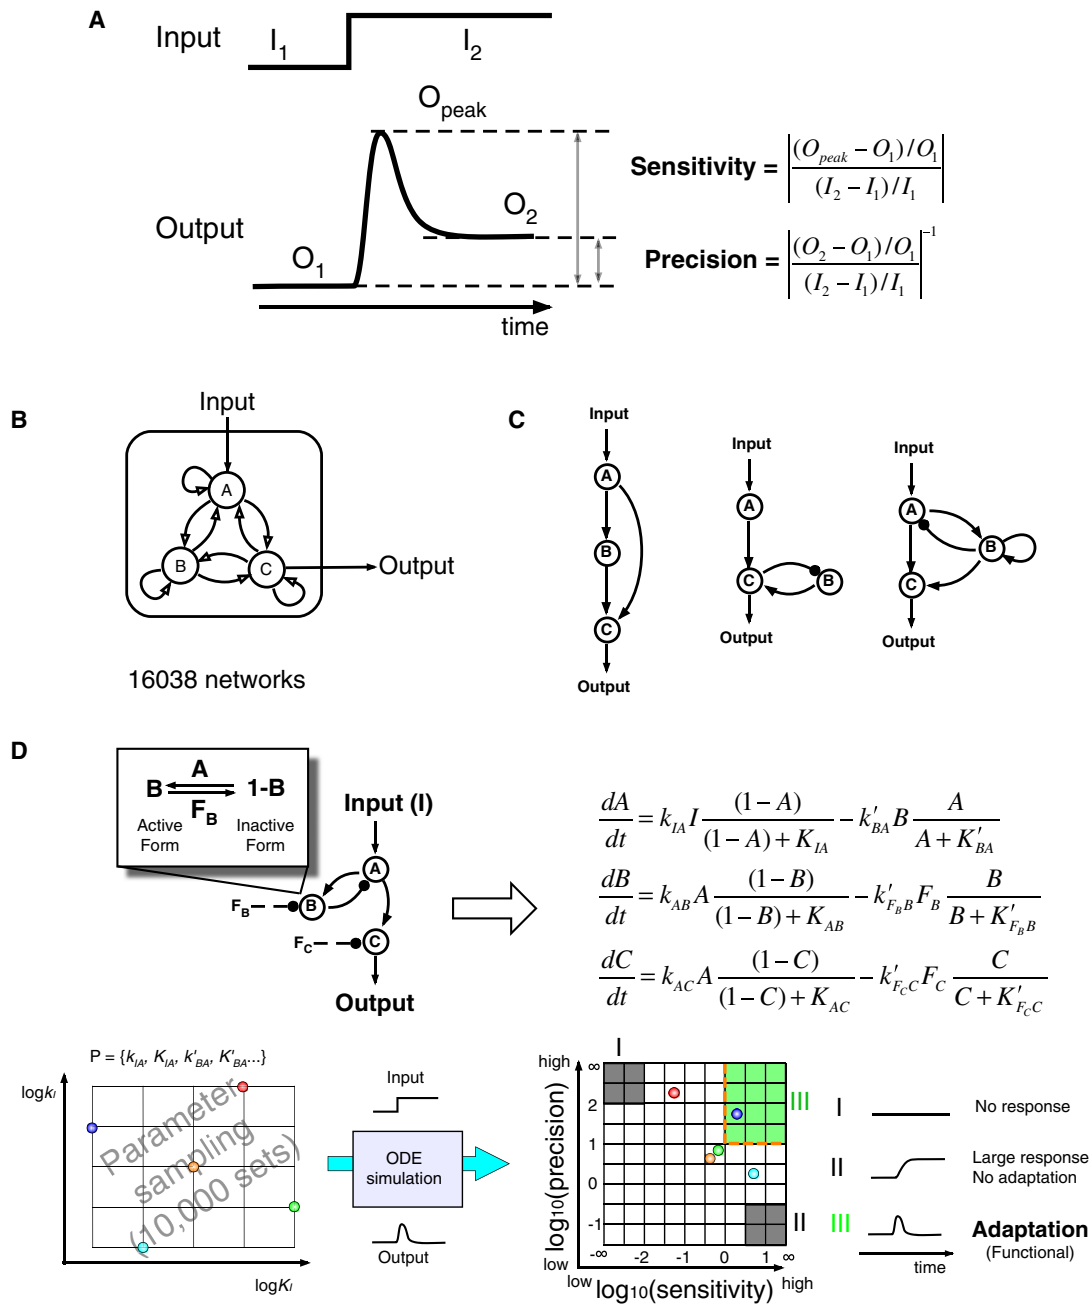 A
Input
I1
I2
Opeak
Output
O1
O2
time
Sensitivity = |((Opeak − O1)/O1) / ((I2 − I1)/I1)|
Precision = |((O2 − O1)/O1) / ((I2 − I1)/I1)|−1
B
Input
A
B
C
Output
16038 networks
C
Input
A
B
C
Output
Input
A
C
B
Output
Input
A
B
C
Output
D
A
B
1-B
FB
Active
Form
Inactive
Form
Input (I)
A
B
FB
C
FC
Output
dA/dt = kIA I (1−A)/((1−A)+KIA) − k′BA B A/(A+K′BA)
dB/dt = kAB A (1−B)/((1−B)+KAB) − k′FBB FB B/(B+K′FBB)
dC/dt = kAC A (1−C)/((1−C)+KAC) − k′FCC FC C/(C+K′FCC)
P = {kIA, KIA, k'BA, K'BA...}
logkI
Parameter
sampling
(10,000 sets)
logKI
Input
ODE
simulation
Output
I
high
∞
2
1
0
-1
-∞
-2
-1
0
1
∞
low
low
high
log10(precision)
log10(sensitivity)
III
II
I
No response
II
Large response
No adaptation
III
Adaptation
(Functional)
time